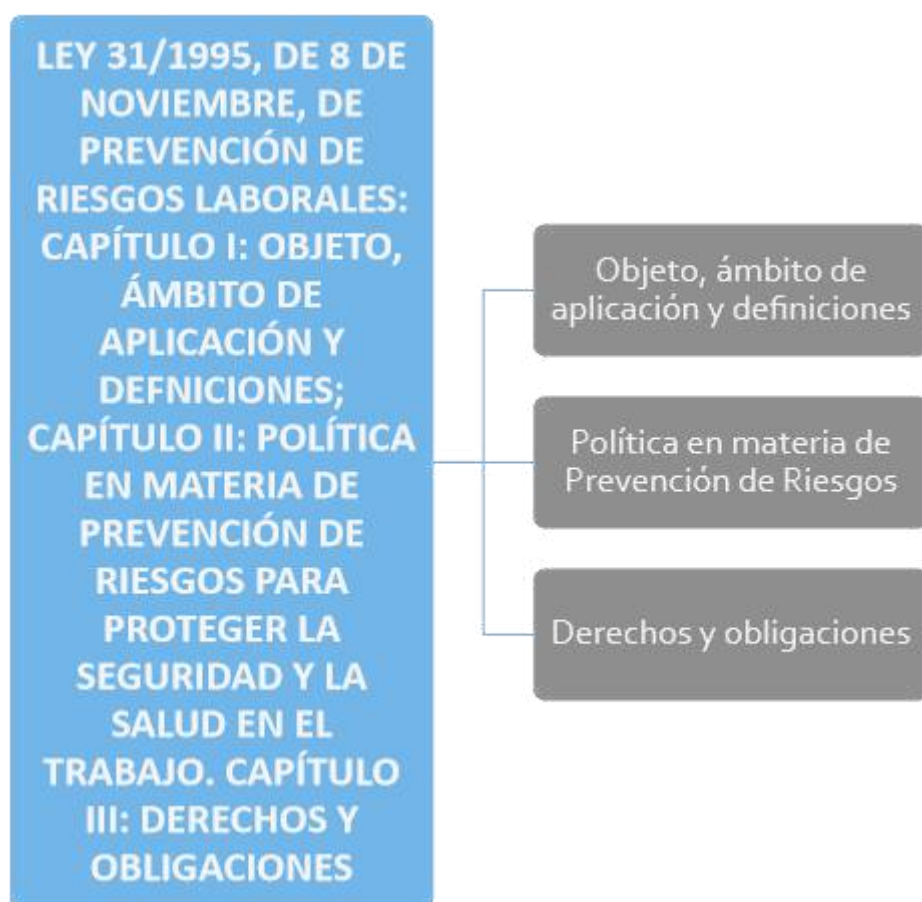 LEY 31/1995, DE 8 DE
NOVIEMBRE, DE
PREVENCIÓN DE
RIESGOS LABORALES:
CAPÍTULO I: OBJETO,
ÁMBITO DE
APLICACIÓN Y
DEFNICIONES;
CAPÍTULO II: POLÍTICA
EN MATERIA DE
PREVENCIÓN DE
RIESGOS PARA
PROTEGER LA
SEGURIDAD Y LA
SALUD EN EL
TRABAJO. CAPÍTULO
III: DERECHOS Y
OBLIGACIONES
Objeto, ámbito de
aplicación y definiciones
Política en materia de
Prevención de Riesgos
Derechos y obligaciones